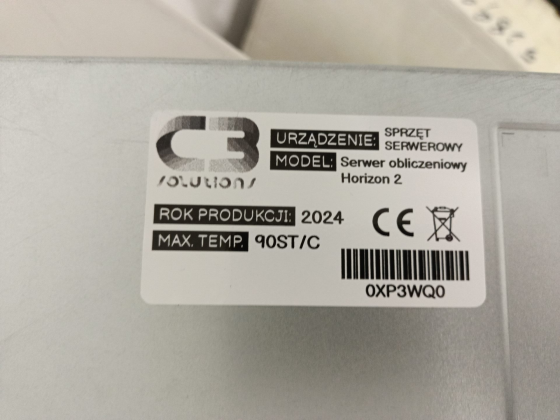 C3
solutions
URZĄDZENIE: SPRZĘT
SERWEROWY
MODEL: Serwer obliczeniowy
Horizon 2
ROK PRODUKCJI: 2024
MAX. TEMP. 90ST/C
CE
0XP3WQ0